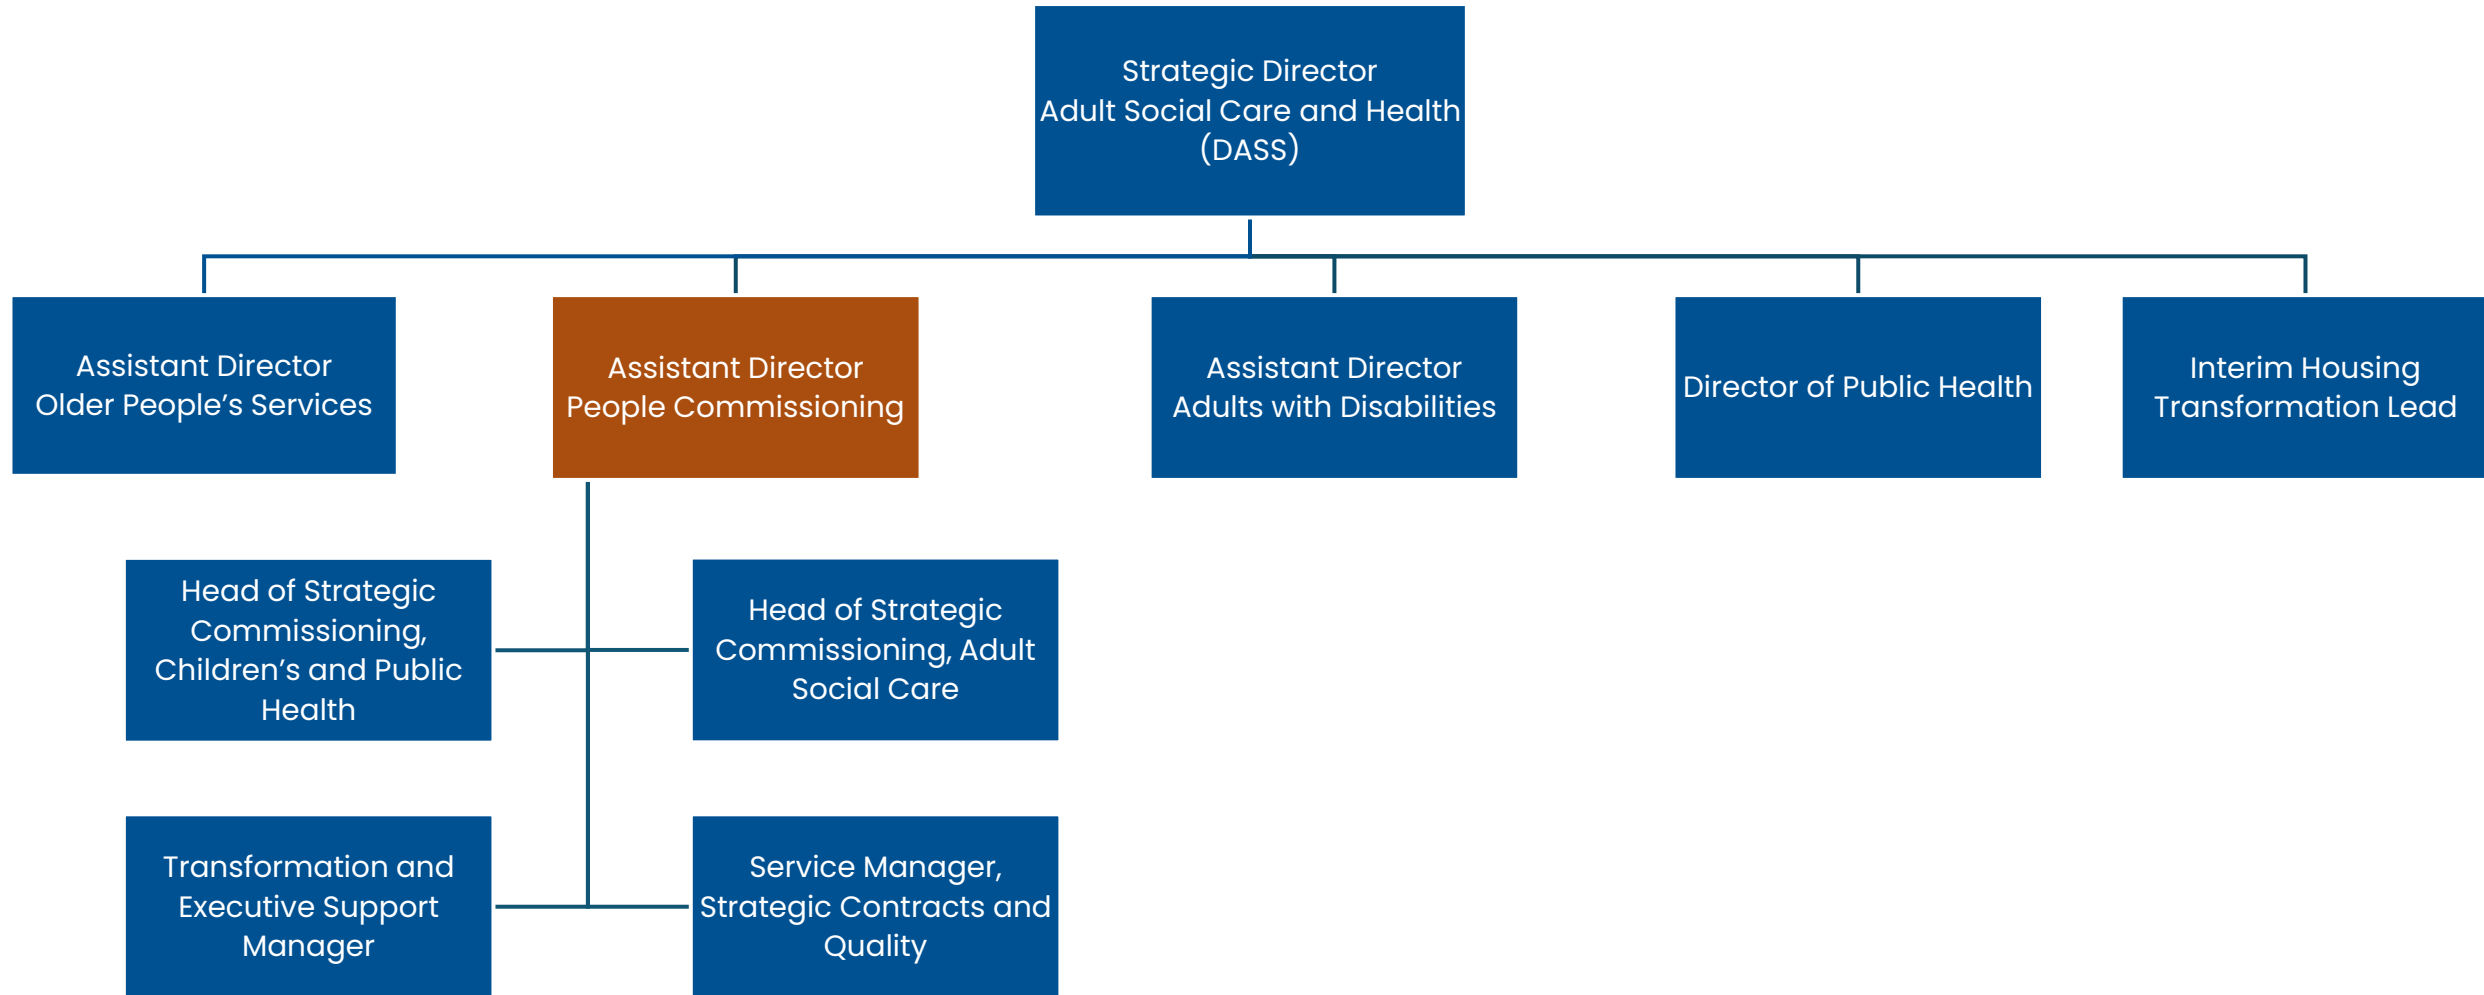 Strategic Director
Adult Social Care and Health
(DASS)
Assistant Director
Older People’s Services
Assistant Director
People Commissioning
Assistant Director
Adults with Disabilities
Director of Public Health
Interim Housing
Transformation Lead
Head of Strategic
Commissioning,
Children’s and Public
Health
Head of Strategic
Commissioning, Adult
Social Care
Transformation and
Executive Support
Manager
Service Manager,
Strategic Contracts and
Quality